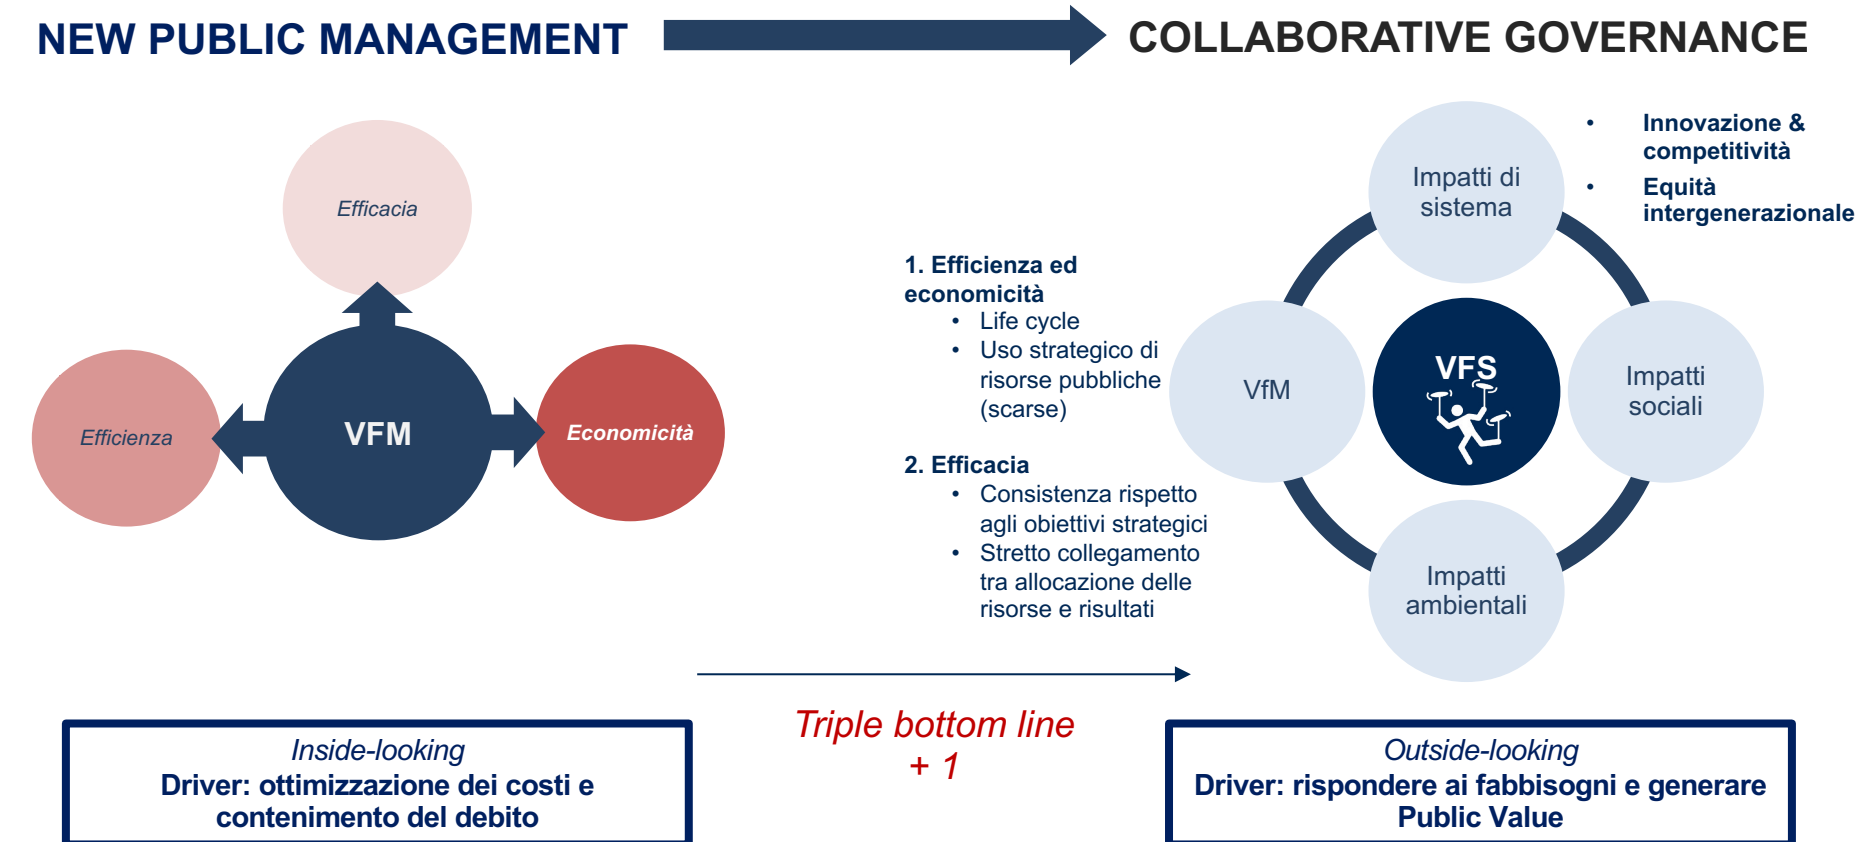 NEW PUBLIC MANAGEMENT
COLLABORATIVE GOVERNANCE
Efficacia
Efficienza
VFM
Economicità
1. Efficienza ed
economicità
• Life cycle
• Uso strategico di
risorse pubbliche
(scarse)
2. Efficacia
• Consistenza rispetto
agli obiettivi strategici
• Stretto collegamento
tra allocazione delle
risorse e risultati
Impatti di
sistema
• Innovazione &
competitività
• Equità
intergenerazionale
VfM
VFS
Impatti
sociali
Impatti
ambientali
Triple bottom line
+ 1
Inside-looking
Driver: ottimizzazione dei costi e
contenimento del debito
Outside-looking
Driver: rispondere ai fabbisogni e generare
Public Value